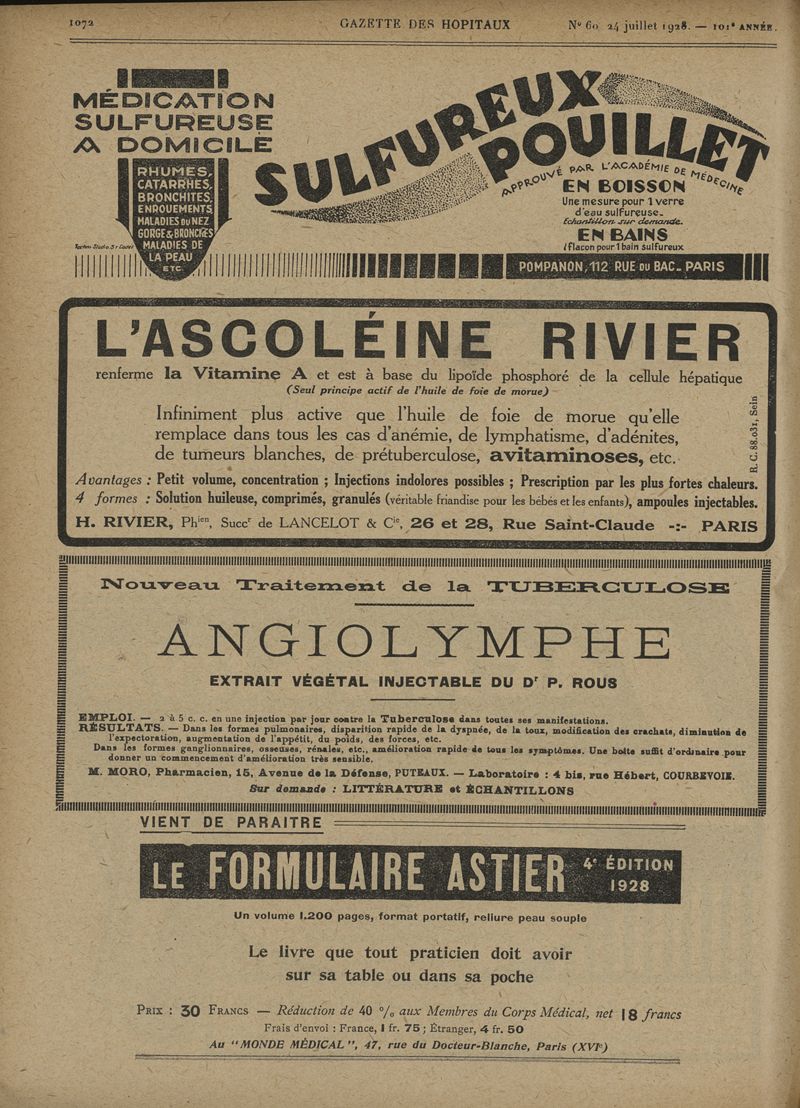 1072 GAZETTE DES HOPITAUX Nº 60 24 juillet 1928. — 101e ANNÉE.
MÉDICATION
SULFUREUSE
A DOMICILE
RHUMES,
CATARRHES,
BRONCHITES,
ENROUEMENTS
MALADIES DU NEZ
GORGE & BRONCHES
MALADIES DE
LA PEAU
ETC.
SULFUREUX
POUILLET
APPROUVÉ PAR L'ACADÉMIE DE MÉDECINE
EN BOISSON
Une mesure pour 1 verre
d'eau sulfureuse.
Echantillon sur demande.
EN BAINS
1 flacon pour 1 bain sulfureux
POMPANON, 112 RUE DU BAC_ PARIS
L'ASCOLÉINE RIVIER
renferme la Vitamine A et est à base du lipoïde phosphoré de la cellule hépatique
(Seul principe actif de l'huile de foie de morue)
Infiniment plus active que l'huile de foie de morue qu'elle
remplace dans tous les cas d'anémie, de lymphatisme, d'adénites,
de tumeurs blanches, de prétuberculose, avitaminoses, etc.
R. C. 88.031, Sein
Avantages : Petit volume, concentration ; Injections indolores possibles ; Prescription par les plus fortes chaleurs.
4 formes : Solution huileuse, comprimés, granulés (véritable friandise pour les bébés et les enfants), ampoules injectables.
H. RIVIER, Phien, Succr de LANCELOT & Cie, 26 et 28, Rue Saint-Claude -:- PARIS
Nouveau Traitement de la TUBERCULOSE
ANGIOLYMPHE
EXTRAIT VÉGÉTAL INJECTABLE DU Dr P. ROUS
EMPLOI. — 2 à 5 c. c. en une injection par jour contre la Tuberculose dans toutes ses manifestations.
RÉSULTATS. — Dans les formes pulmonaires, disparition rapide de la dyspnée, de la toux, modification des crachats, diminution de
l'expectoration, augmentation de l'appétit, du poids, des forces, etc.
Dans les formes ganglionnaires, osseuses, rénales, etc., amélioration rapide de tous les symptômes. Une boîte suffit d'ordinaire pour
donner un commencement d'amélioration très sensible.
M. MORO, Pharmacien, 15, Avenue de la Défense, PUTEAUX. — Laboratoire : 4 bis, rue Hébert, COURBEVOIE.
Sur demande : LITTÉRATURE et ÉCHANTILLONS
VIENT DE PARAITRE
LE FORMULAIRE ASTIER 4e ÉDITION
1928
Un volume 1.200 pages, format portatif, reliure peau souple
Le livre que tout praticien doit avoir
sur sa table ou dans sa poche
PRIX : 30 FRANCS — Réduction de 40 % aux Membres du Corps Médical, net 18 francs
Frais d'envoi : France, 1 fr. 75 ; Étranger, 4 fr. 50
Au "MONDE MÉDICAL", 47, rue du Docteur-Blanche, Paris (XVIe)